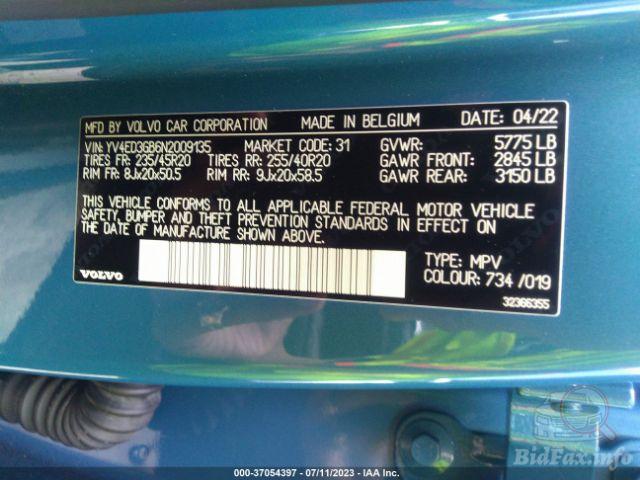 MFD BY VOLVO CAR CORPORATION MADE IN BELGIUM DATE: 04/22
VIN: YV4ED3GB6N2009135 MARKET CODE: 31 GVWR: 5775 LB
TIRES FR: 235/45R20 TIRES RR: 255/40R20 GAWR FRONT: 2845 LB
RIM FR: 8Jx20x50.5 RIM RR: 9Jx20x58.5 GAWR REAR: 3150 LB
THIS VEHICLE CONFORMS TO ALL APPLICABLE FEDERAL MOTOR VEHICLE
SAFETY, BUMPER AND THEFT PREVENTION STANDARDS IN EFFECT ON
THE DATE OF MANUFACTURE SHOWN ABOVE.
TYPE: MPV
VOLVO COLOUR: 734 /019
32366355
BidFax.info
000-37054397 - 07/11/2023 - IAA Inc.